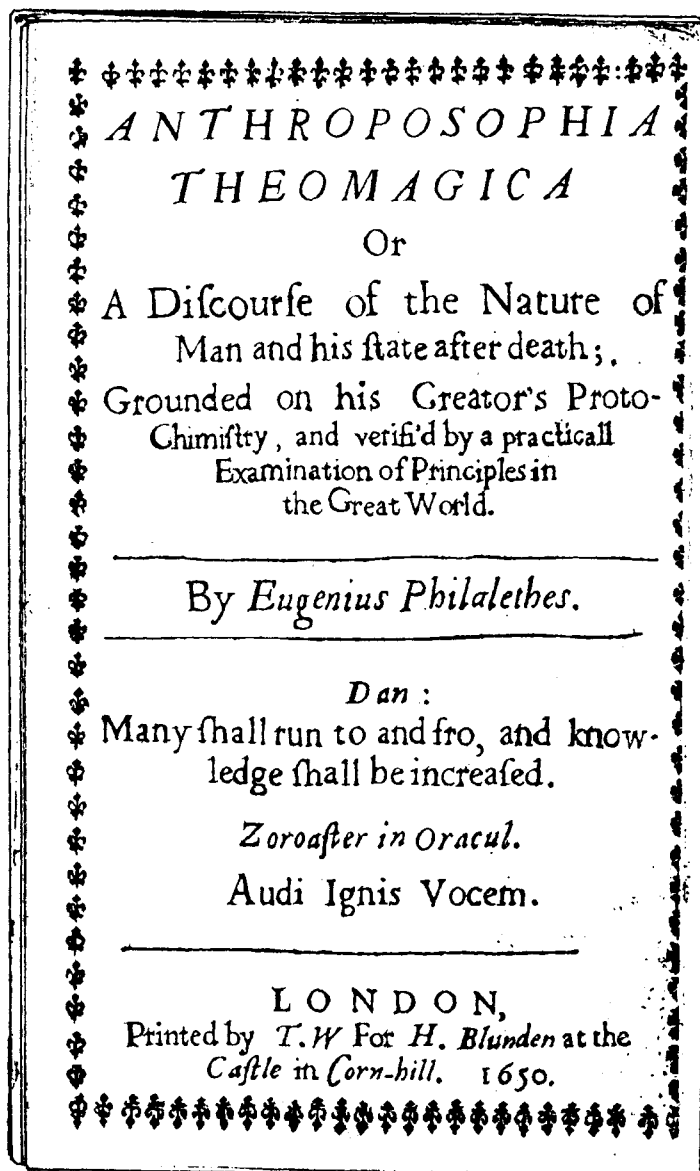 ANTHROPOSOPHIA
THEOMAGICA
Or
A Diſcourſe of the Nature of
Man and his ſtate after death;.
Grounded on his Creator's Proto-
Chimiſtry, and verifi'd by a practicall
Examination of Principles in
the Great World.
By Eugenius Philalethes.
Dan:
Many ſhall run to and fro, and know-
ledge ſhall be increaſed.
Zoroaſter in Oracul.
Audi Ignis Vocem.
LONDON,
Printed by T.W For H. Blunden at the
Caſtle in Corn-hill. 1650.